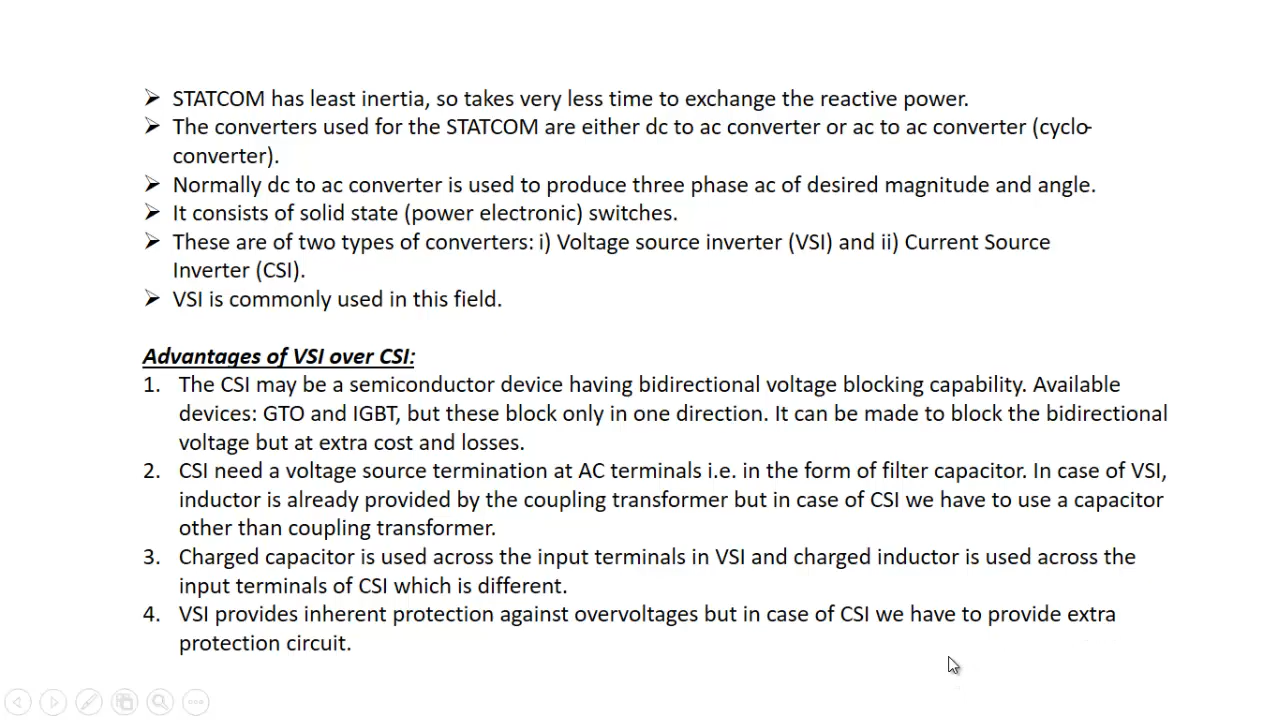 ➢ STATCOM has least inertia, so takes very less time to exchange the reactive power.
➢ The converters used for the STATCOM are either dc to ac converter or ac to ac converter (cyclo-
converter).
➢ Normally dc to ac converter is used to produce three phase ac of desired magnitude and angle.
➢ It consists of solid state (power electronic) switches.
➢ These are of two types of converters: i) Voltage source inverter (VSI) and ii) Current Source
Inverter (CSI).
➢ VSI is commonly used in this field.
Advantages of VSI over CSI:
1. The CSI may be a semiconductor device having bidirectional voltage blocking capability. Available
devices: GTO and IGBT, but these block only in one direction. It can be made to block the bidirectional
voltage but at extra cost and losses.
2. CSI need a voltage source termination at AC terminals i.e. in the form of filter capacitor. In case of VSI,
inductor is already provided by the coupling transformer but in case of CSI we have to use a capacitor
other than coupling transformer.
3. Charged capacitor is used across the input terminals in VSI and charged inductor is used across the
input terminals of CSI which is different.
4. VSI provides inherent protection against overvoltages but in case of CSI we have to provide extra
protection circuit.